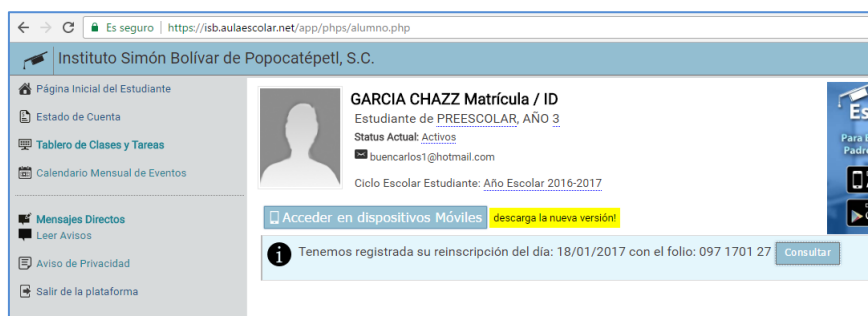 Es seguro | https://isb.aulaescolar.net/app/phps/alumno.php
Instituto Simón Bolívar de Popocatépetl, S.C.
Página Inicial del Estudiante
Estado de Cuenta
Tablero de Clases y Tareas
Calendario Mensual de Eventos
Mensajes Directos
Leer Avisos
Aviso de Privacidad
Salir de la plataforma
GARCIA CHAZZ Matrícula / ID
Estudiante de PREESCOLAR, AÑO 3
Status Actual: Activos
buencarlos1@hotmail.com
Ciclo Escolar Estudiante: Año Escolar 2016-2017
Acceder en dispositivos Móviles descarga la nueva versión!
Tenemos registrada su reinscripción del día: 18/01/2017 con el folio: 097 1701 27 Consultar
Es
Para
Padre